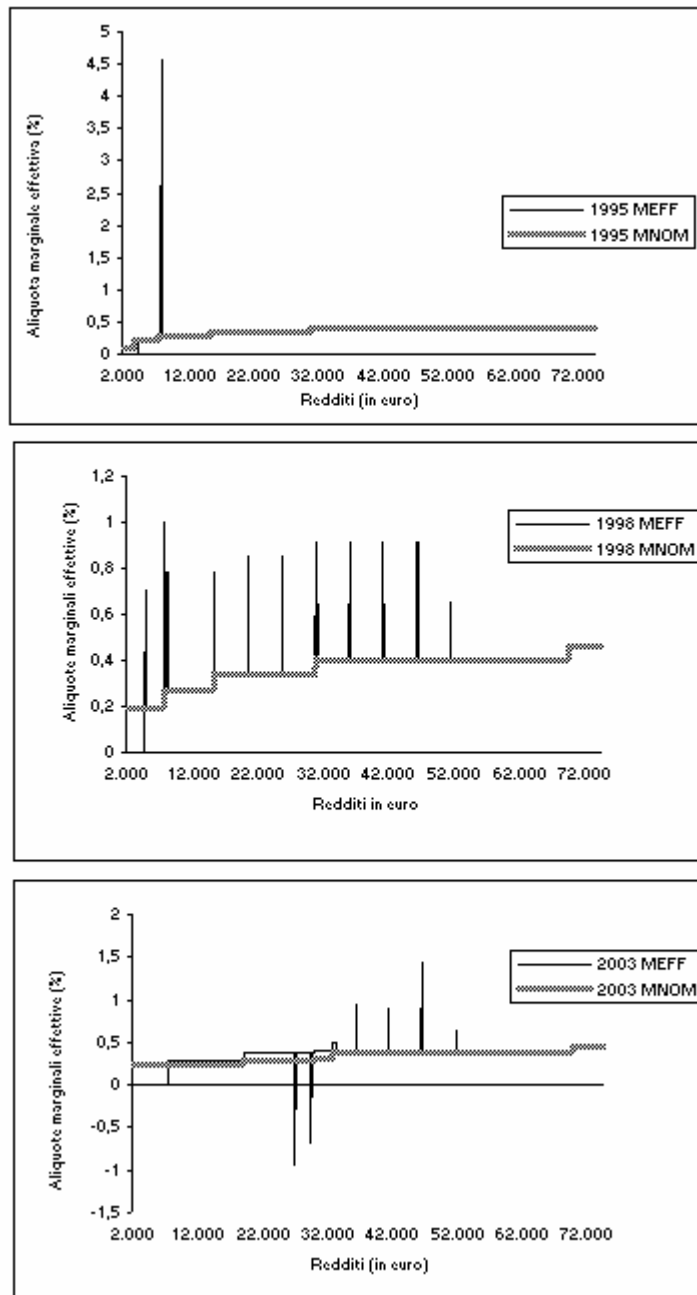 Aliquota marginale effettiva (%)
5
4,5
4
3,5
3
2,5
2
1,5
1
0,5
0
2.000 12.000 22.000 32.000 42.000 52.000 62.000 72.000
Redditi (in euro)
1995 MEFF
1995 MNOM
Aliquote marginali effettive (%)
1,2
1
0,8
0,6
0,4
0,2
0
2.000 12.000 22.000 32.000 42.000 52.000 62.000 72.000
Redditi in euro
1998 MEFF
1998 MNOM
Aliquote marginali effettive (%)
2
1,5
1
0,5
0
-0,5
-1
-1,5
2.000 12.000 22.000 32.000 42.000 52.000 62.000 72.000
Redditi (in euro)
2003 MEFF
2003 MNOM